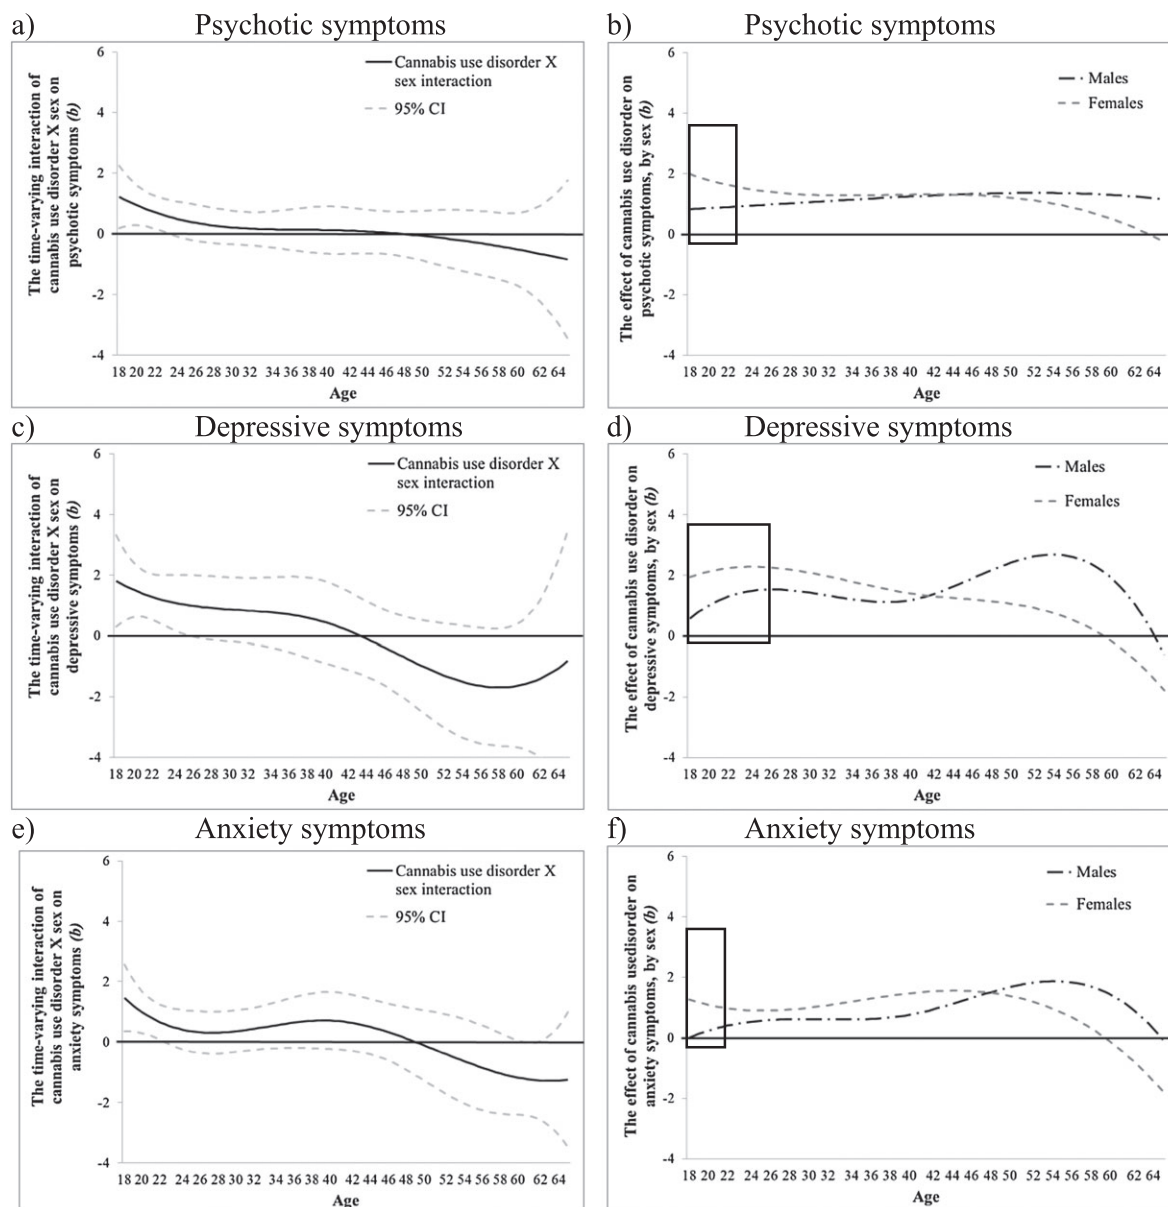 a) Psychotic symptoms
The time-varying interaction of
cannabis use disorder X sex on
psychotic symptoms (b)
6
4
2
0
-2
-4
Cannabis use disorder X
sex interaction
95% CI
18 20 22 24 26 28 30 32 34 36 38 40 42 44 46 48 50 52 54 56 58 60 62 64
Age
b) Psychotic symptoms
The effect of cannabis use disorder on
psychotic symptoms, by sex (b)
6
4
2
0
-2
-4
Males
Females
18 20 22 24 26 28 30 32 34 36 38 40 42 44 46 48 50 52 54 56 58 60 62 64
Age
c) Depressive symptoms
The time-varying interaction of
cannabis use disorder X sex on
depressive symptoms (b)
6
4
2
0
-2
-4
Cannabis use disorder X
sex interaction
95% CI
18 20 22 24 26 28 30 32 34 36 38 40 42 44 46 48 50 52 54 56 58 60 62 64
Age
d) Depressive symptoms
The effect of cannabis use disorder on
depressive symptoms, by sex (b)
6
4
2
0
-2
-4
Males
Females
18 20 22 24 26 28 30 32 34 36 38 40 42 44 46 48 50 52 54 56 58 60 62 64
Age
e) Anxiety symptoms
The time-varying interaction of
cannabis use disorder X sex on
anxiety symptoms (b)
6
4
2
0
-2
-4
Cannabis use disorder X
sex interaction
95% CI
18 20 22 24 26 28 30 32 34 36 38 40 42 44 46 48 50 52 54 56 58 60 62 64
Age
f) Anxiety symptoms
The effect of cannabis usedisorder on
anxiety symptoms, by sex (b)
6
4
2
0
-2
-4
Males
Females
18 20 22 24 26 28 30 32 34 36 38 40 42 44 46 48 50 52 54 56 58 60 62 64
Age